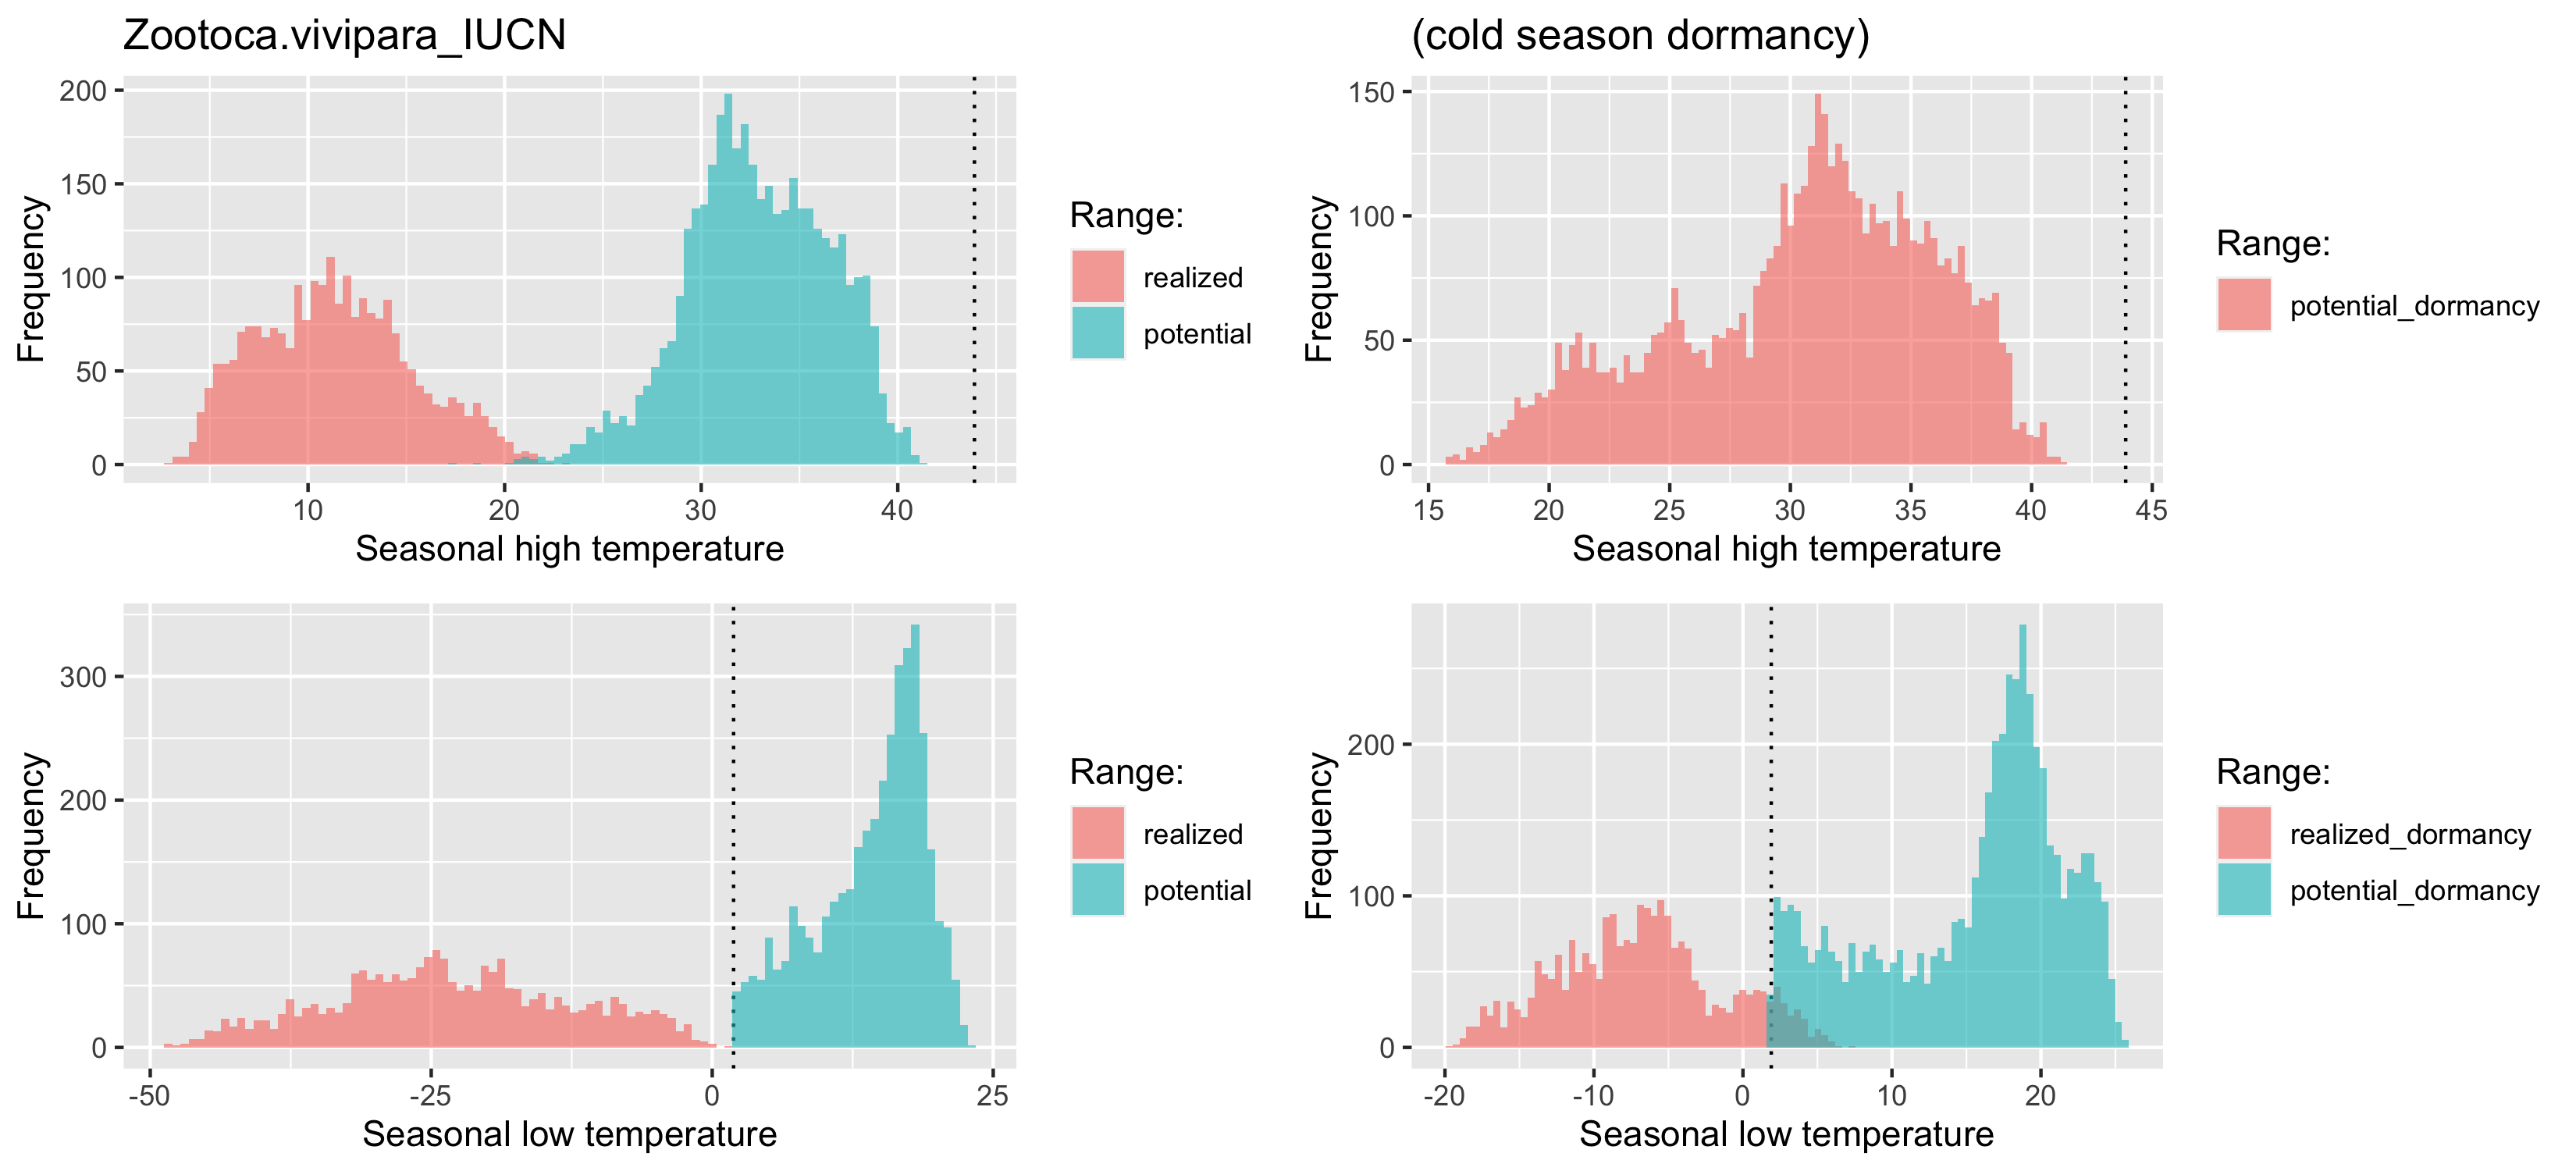 Zootoca.vivipara_IUCN
200
150
100
50
0
Frequency
10 20 30 40
Seasonal high temperature
Range:
realized
potential
(cold season dormancy)
150
100
50
0
Frequency
15 20 25 30 35 40 45
Seasonal high temperature
Range:
potential_dormancy
300
200
100
0
Frequency
-50 -25 0 25
Seasonal low temperature
Range:
realized
potential
200
100
0
Frequency
-20 -10 0 10 20
Seasonal low temperature
Range:
realized_dormancy
potential_dormancy